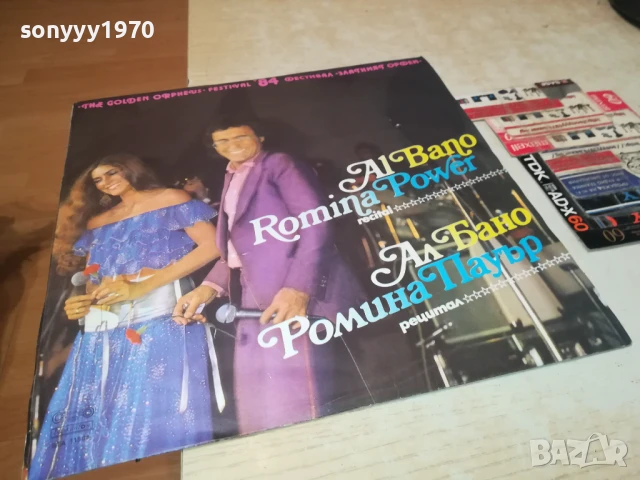 sonyyy1970
·THE GOLDEN ORPHEUS· FESTIVAL '84 ФЕСТИВАЛ ·ЗЛАТНИЯТ ОРФЕЙ·
Al Bano
Romina Power
recital
Ал Бано
Ромина Пауър
рецитал
maxell
TDK AD-X60
bazar